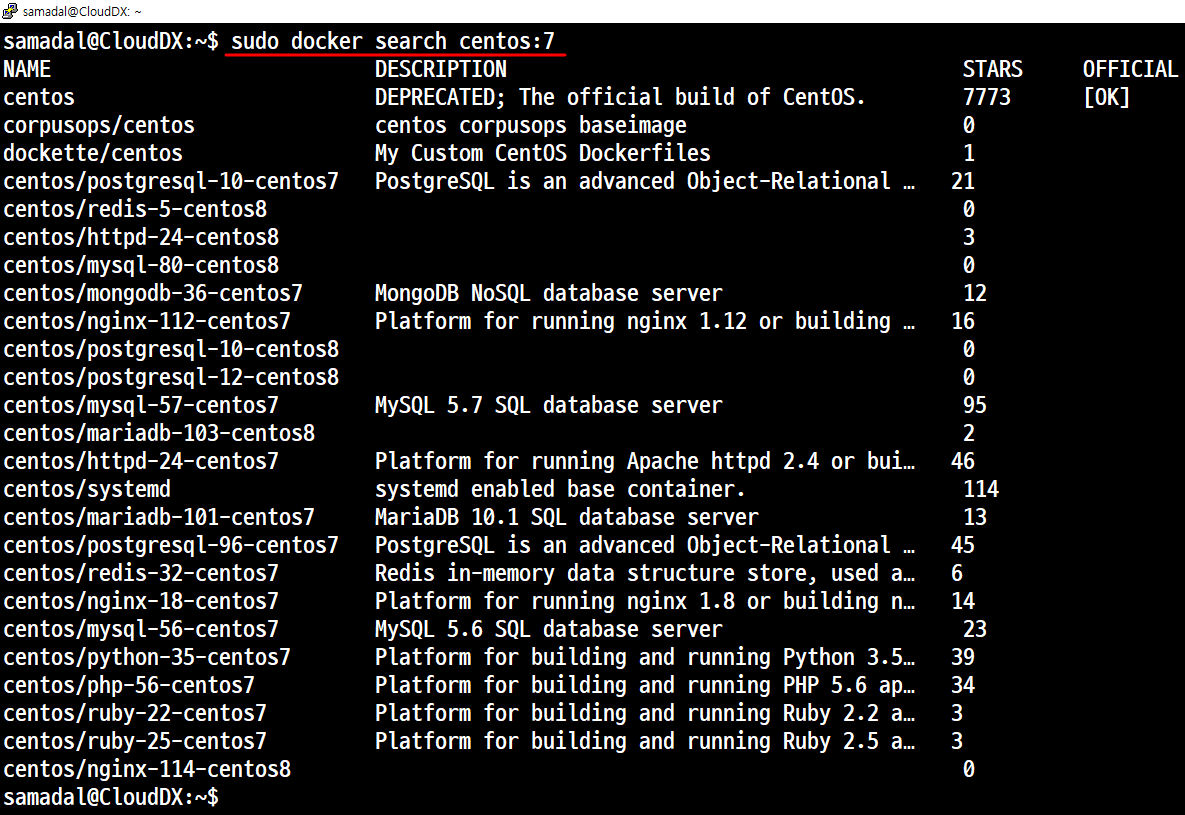 samadal@CloudDX: ~
samadal@CloudDX:~$ sudo docker search centos:7
NAME DESCRIPTION STARS OFFICIAL
centos DEPRECATED; The official build of CentOS. 7773 [OK]
corpusops/centos centos corpusops baseimage 0
dockette/centos My Custom CentOS Dockerfiles 1
centos/postgresql-10-centos7 PostgreSQL is an advanced Object-Relational … 21
centos/redis-5-centos8 0
centos/httpd-24-centos8 3
centos/mysql-80-centos8 0
centos/mongodb-36-centos7 MongoDB NoSQL database server 12
centos/nginx-112-centos7 Platform for running nginx 1.12 or building … 16
centos/postgresql-10-centos8 0
centos/postgresql-12-centos8 0
centos/mysql-57-centos7 MySQL 5.7 SQL database server 95
centos/mariadb-103-centos8 2
centos/httpd-24-centos7 Platform for running Apache httpd 2.4 or bui… 46
centos/systemd systemd enabled base container. 114
centos/mariadb-101-centos7 MariaDB 10.1 SQL database server 13
centos/postgresql-96-centos7 PostgreSQL is an advanced Object-Relational … 45
centos/redis-32-centos7 Redis in-memory data structure store, used a… 6
centos/nginx-18-centos7 Platform for running nginx 1.8 or building n… 14
centos/mysql-56-centos7 MySQL 5.6 SQL database server 23
centos/python-35-centos7 Platform for building and running Python 3.5… 39
centos/php-56-centos7 Platform for building and running PHP 5.6 ap… 34
centos/ruby-22-centos7 Platform for building and running Ruby 2.2 a… 3
centos/ruby-25-centos7 Platform for building and running Ruby 2.5 a… 3
centos/nginx-114-centos8 0
samadal@CloudDX:~$